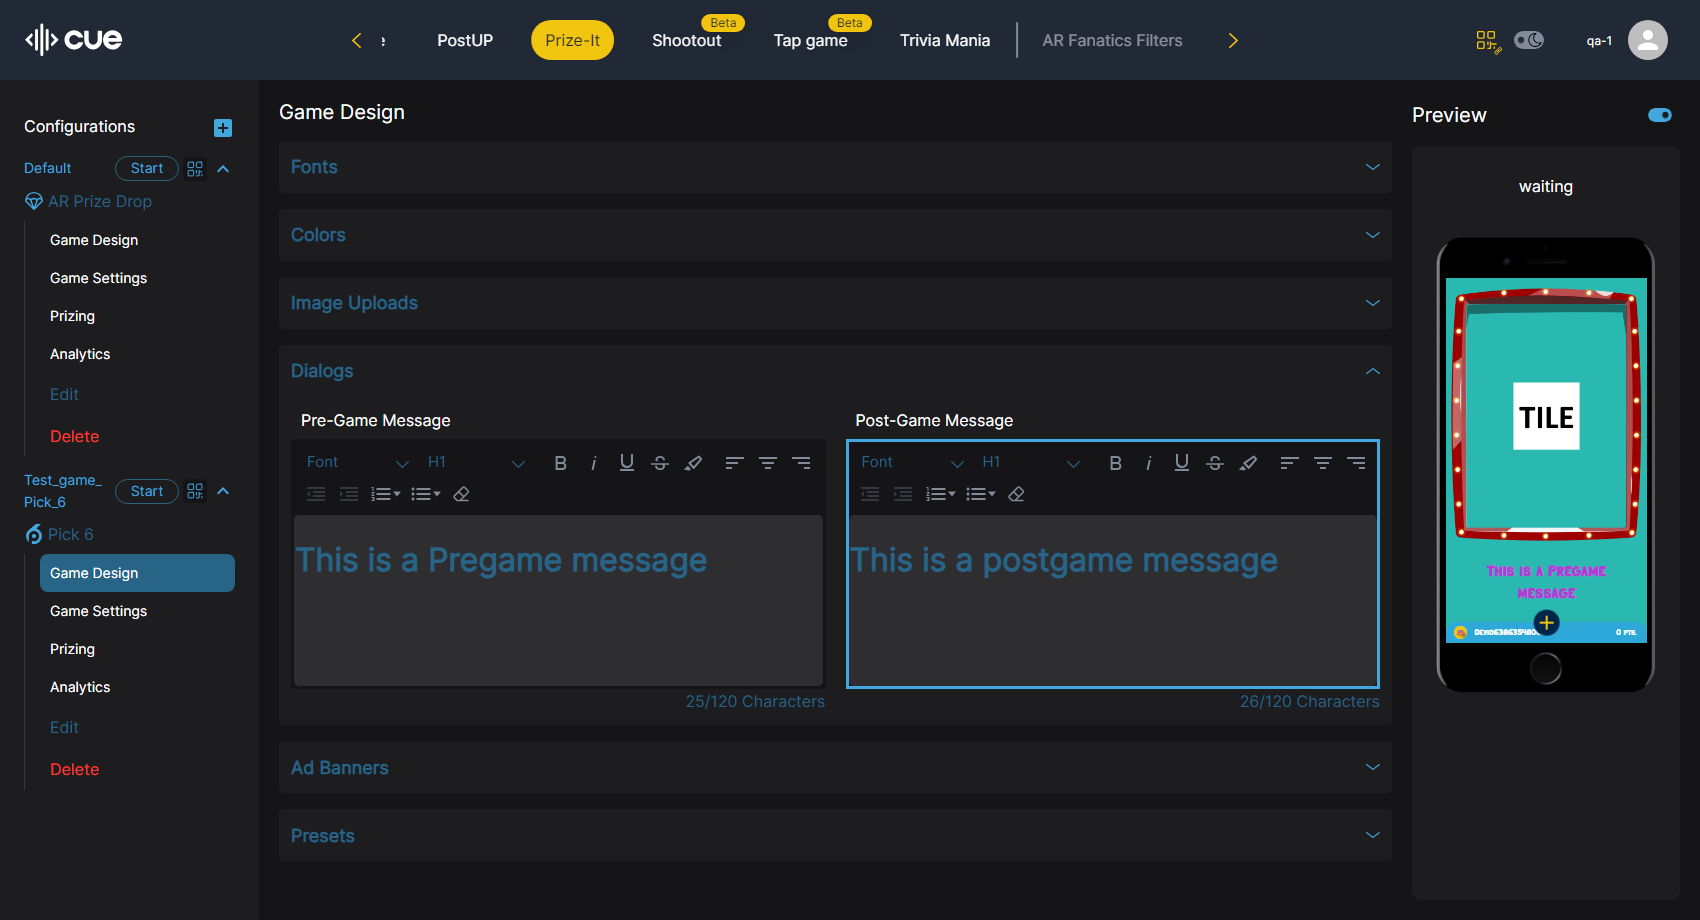 cue
e
PostUP
Prize-It
Shootout
Beta
Tap game
Beta
Trivia Mania
AR Fanatics Filters
qa-1
Configurations
Default
Start
AR Prize Drop
Game Design
Game Settings
Prizing
Analytics
Edit
Delete
Test_game_
Pick_6
Start
Pick 6
Game Design
Game Settings
Prizing
Analytics
Edit
Delete
Game Design
Fonts
Colors
Image Uploads
Dialogs
Pre-Game Message
Font
H1
B i U S
This is a Pregame message
25/120 Characters
Post-Game Message
Font
H1
B i U S
This is a postgame message
26/120 Characters
Ad Banners
Presets
Preview
waiting
TILE
This is a Pregame
message
0 pts.